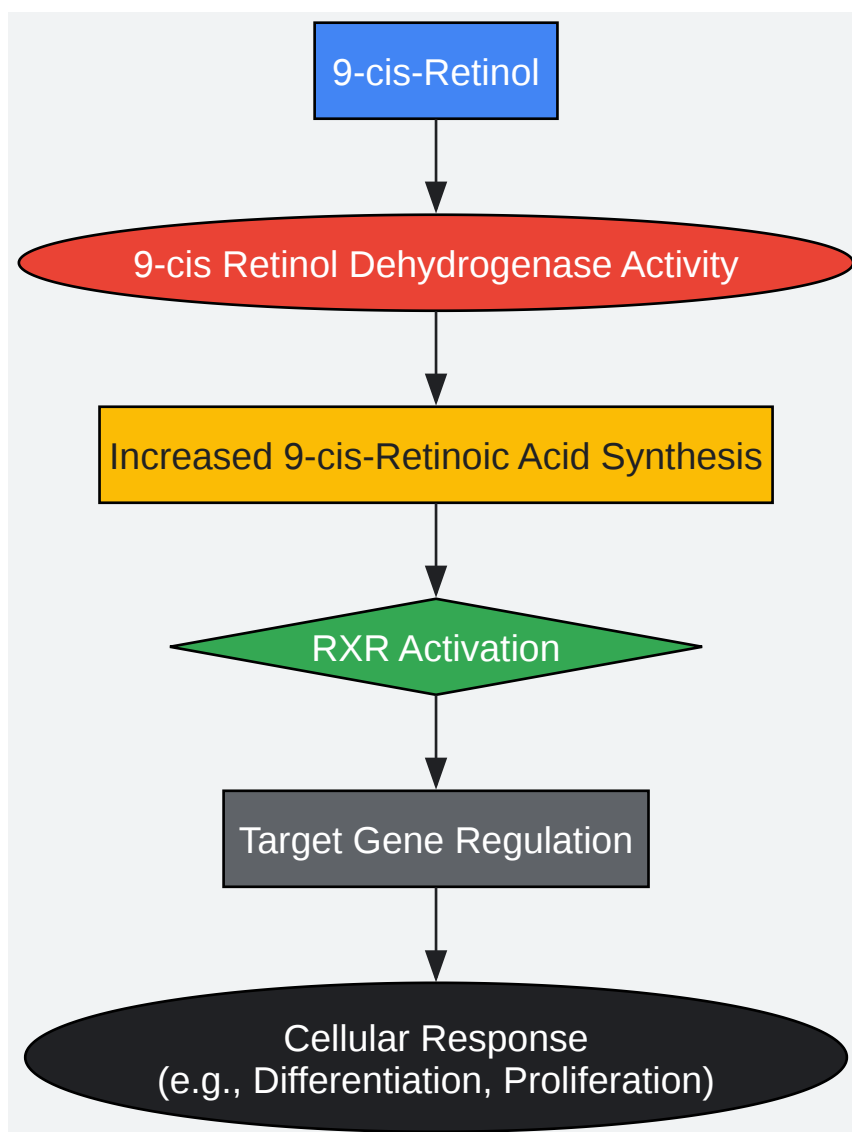 9-cis-Retinol
9-cis Retinol Dehydrogenase Activity
Increased 9-cis-Retinoic Acid Synthesis
RXR Activation
Target Gene Regulation
Cellular Response
(e.g., Differentiation, Proliferation)